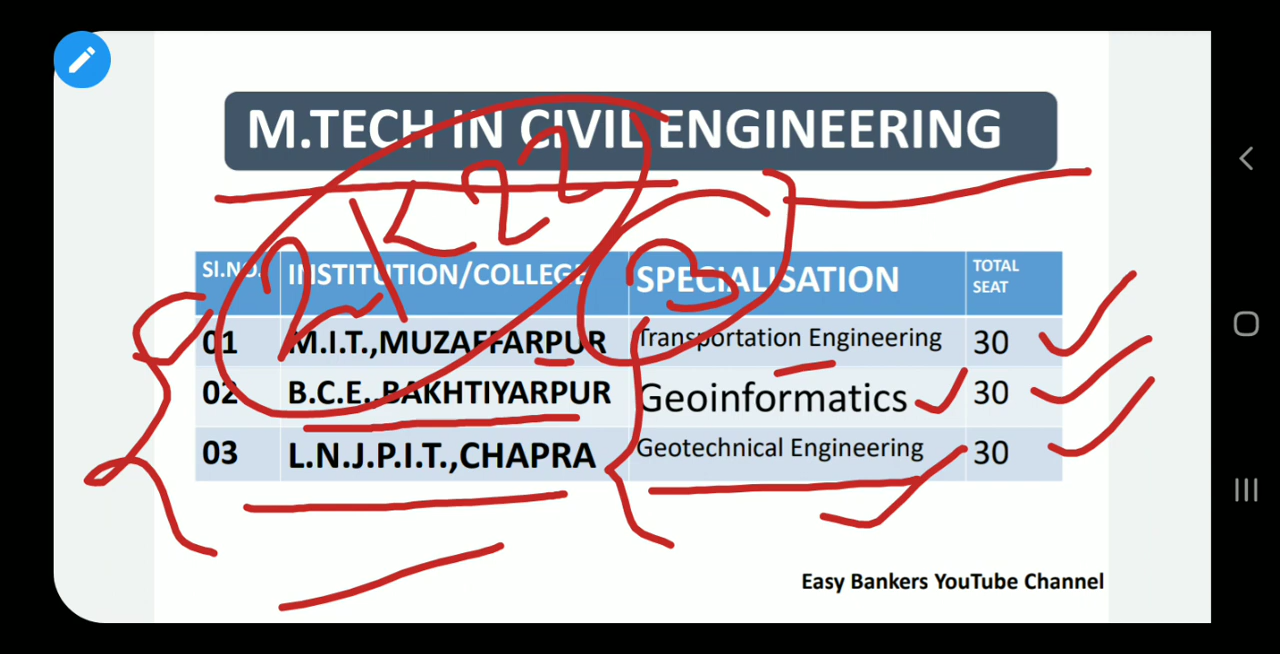 M.TECH IN CIVIL ENGINEERING
Sl.NO. INSTITUTION/COLLEGE SPECIALISATION TOTAL SEAT
01 M.I.T.,MUZAFFARPUR Transportation Engineering 30
02 B.C.E.,BAKHTIYARPUR Geoinformatics 30
03 L.N.J.P.I.T.,CHAPRA Geotechnical Engineering 30
Easy Bankers YouTube Channel